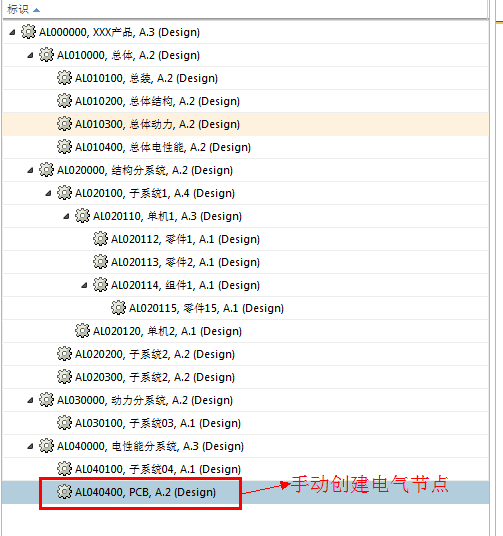 标识
AL000000, XXX产品, A.3 (Design)
AL010000, 总体, A.2 (Design)
AL010100, 总装, A.2 (Design)
AL010200, 总体结构, A.2 (Design)
AL010300, 总体动力, A.2 (Design)
AL010400, 总体电性能, A.2 (Design)
AL020000, 结构分系统, A.2 (Design)
AL020100, 子系统1, A.4 (Design)
AL020110, 单机1, A.3 (Design)
AL020112, 零件1, A.1 (Design)
AL020113, 零件2, A.1 (Design)
AL020114, 组件1, A.1 (Design)
AL020115, 零件15, A.1 (Design)
AL020120, 单机2, A.1 (Design)
AL020200, 子系统2, A.2 (Design)
AL020300, 子系统2, A.2 (Design)
AL030000, 动力分系统, A.2 (Design)
AL030100, 子系统03, A.1 (Design)
AL040000, 电性能分系统, A.3 (Design)
AL040100, 子系统04, A.1 (Design)
AL040400, PCB, A.2 (Design) 手动创建电气节点